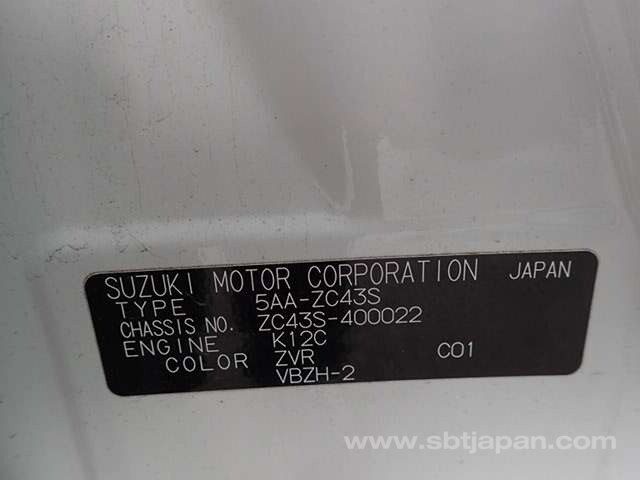 SUZUKI MOTOR CORPORATION JAPAN
TYPE 5AA-ZC43S
CHASSIS NO. ZC43S-400022
ENGINE K12C
COLOR ZVR C01
VBZH-2
www.sbtjapan.com